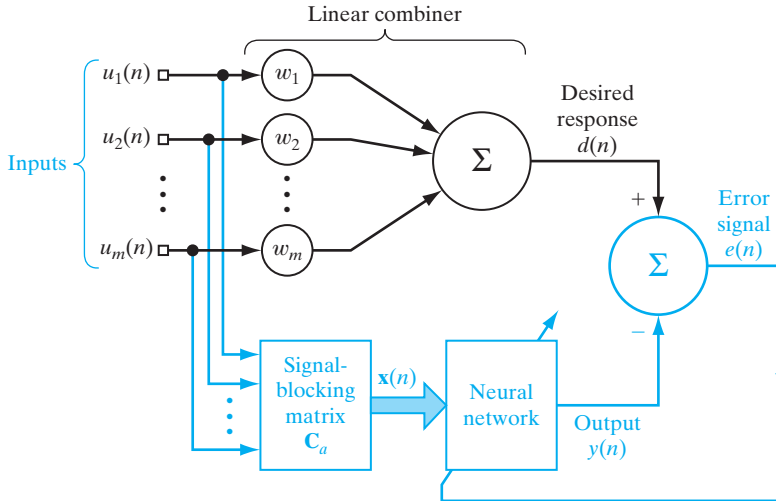 Linear combiner
Inputs
u₁(n)
w₁
u₂(n)
w₂
uₘ(n)
wₘ
Σ
Desired
response
d(n)
+
Σ
−
Error
signal
e(n)
Signal-
blocking
matrix
Cₐ
x(n)
Neural
network
Output
y(n)